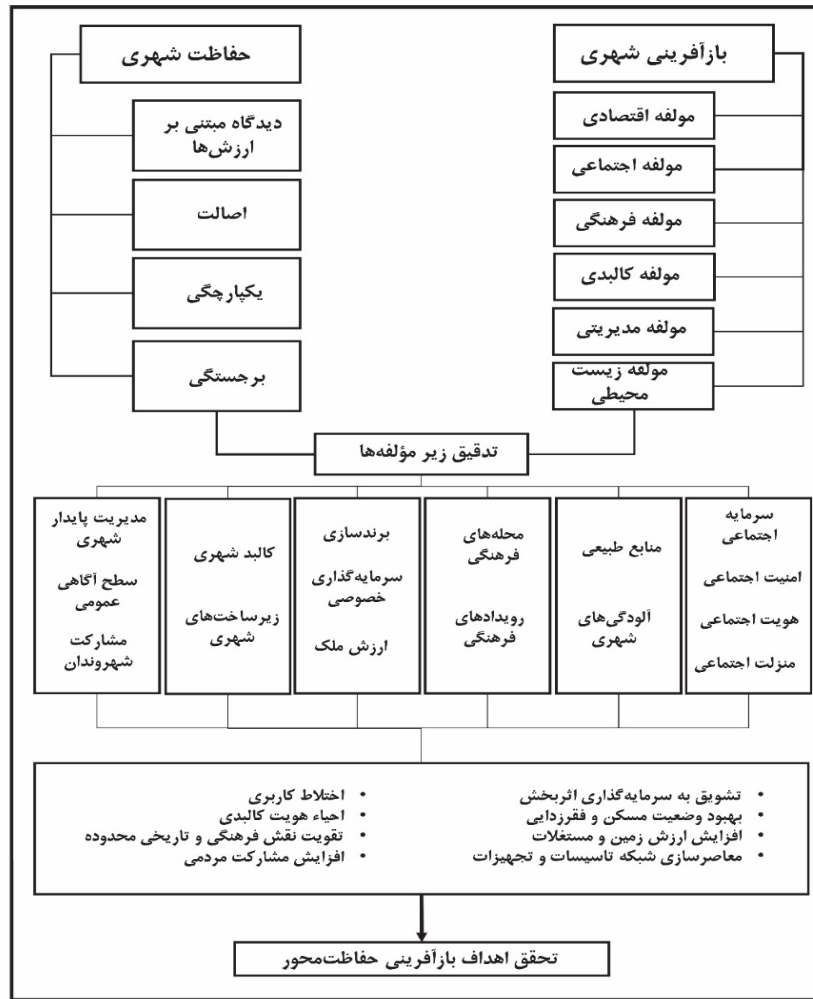 بازآفرینی شهری
مولفه اقتصادی
مولفه اجتماعی
مولفه فرهنگی
مولفه کالبدی
مولفه مدیریتی
مولفه زیست
محیطی
حفاظت شهری
دیدگاه مبتنی بر
ارزش‌ها
اصالت
یکپارچگی
برجستگی
تدقیق زیر مؤلفه‌ها
سرمایه
اجتماعی
امنیت اجتماعی
هویت اجتماعی
منزلت اجتماعی
منابع طبیعی
آلودگی‌های
شهری
محله‌های
فرهنگی
رویدادهای
فرهنگی
برندسازی
سرمایه‌گذاری
خصوصی
ارزش ملک
کالبد شهری
زیرساخت‌های
شهری
مدیریت پایدار
شهری
سطح آگاهی
عمومی
مشارکت
شهروندان
• تشویق به سرمایه‌گذاری اثربخش
• بهبود وضعیت مسکن و فقرزدایی
• افزایش ارزش زمین و مستغلات
• معاصرسازی شبکه تاسیسات و تجهیزات
• اختلاط کاربری
• احیاء هویت کالبدی
• تقویت نقش فرهنگی و تاریخی محدوده
• افزایش مشارکت مردمی
تحقق اهداف بازآفرینی حفاظت‌محور